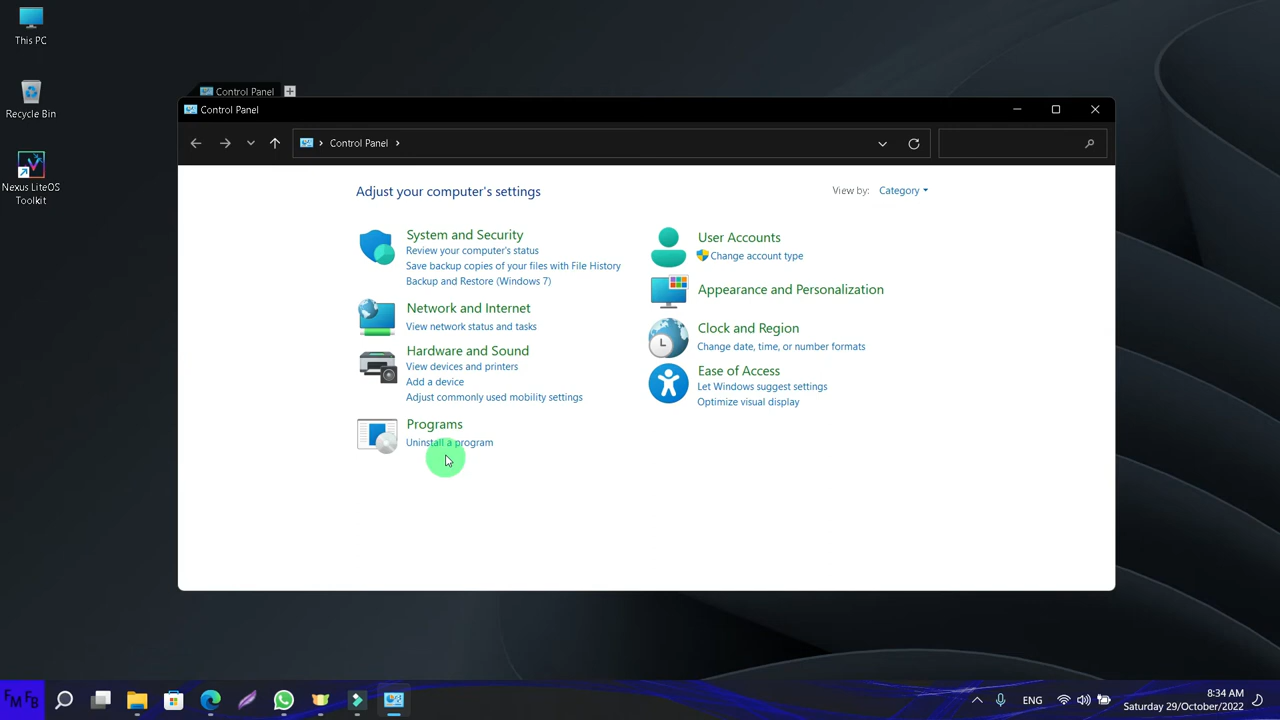 This PC
Recycle Bin
Nexus LiteOS
Toolkit
Control Panel
Control Panel
Control Panel
Adjust your computer's settings
View by: Category
System and Security
Review your computer's status
Save backup copies of your files with File History
Backup and Restore (Windows 7)
Network and Internet
View network status and tasks
Hardware and Sound
View devices and printers
Add a device
Adjust commonly used mobility settings
Programs
Uninstall a program
User Accounts
Change account type
Appearance and Personalization
Clock and Region
Change date, time, or number formats
Ease of Access
Let Windows suggest settings
Optimize visual display
FM FB
ENG
8:34 AM
Saturday 29/October/2022